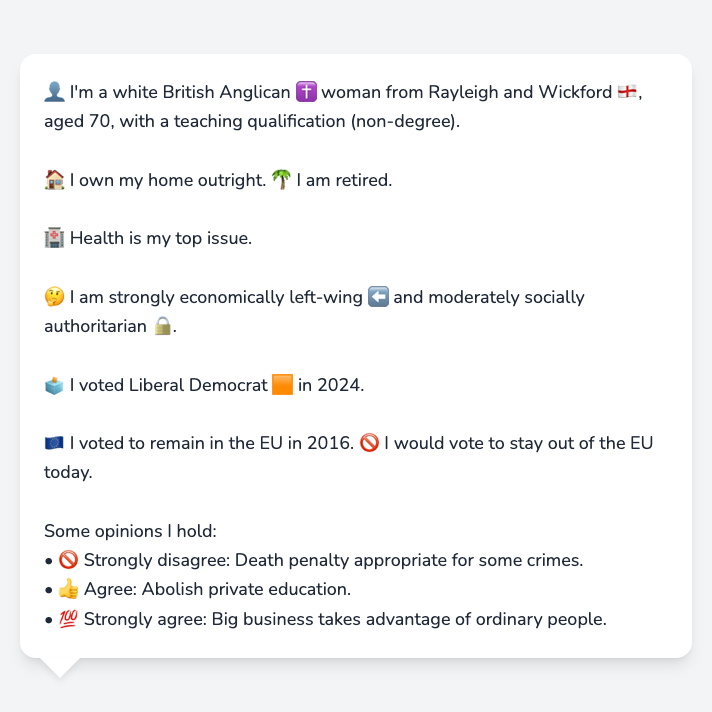 👤 I'm a white British Anglican ✝️ woman from Rayleigh and Wickford 🏴󠁧󠁢󠁥󠁮󠁧󠁿,
aged 70, with a teaching qualification (non-degree).
🏠 I own my home outright. 🌴 I am retired.
🏥 Health is my top issue.
🤔 I am strongly economically left-wing ⬅️ and moderately socially
authoritarian 🔒.
🗳️ I voted Liberal Democrat 🟧 in 2024.
🇪🇺 I voted to remain in the EU in 2016. 🚫 I would vote to stay out of the EU
today.
Some opinions I hold:
• 🚫 Strongly disagree: Death penalty appropriate for some crimes.
• 👍 Agree: Abolish private education.
• 💯 Strongly agree: Big business takes advantage of ordinary people.